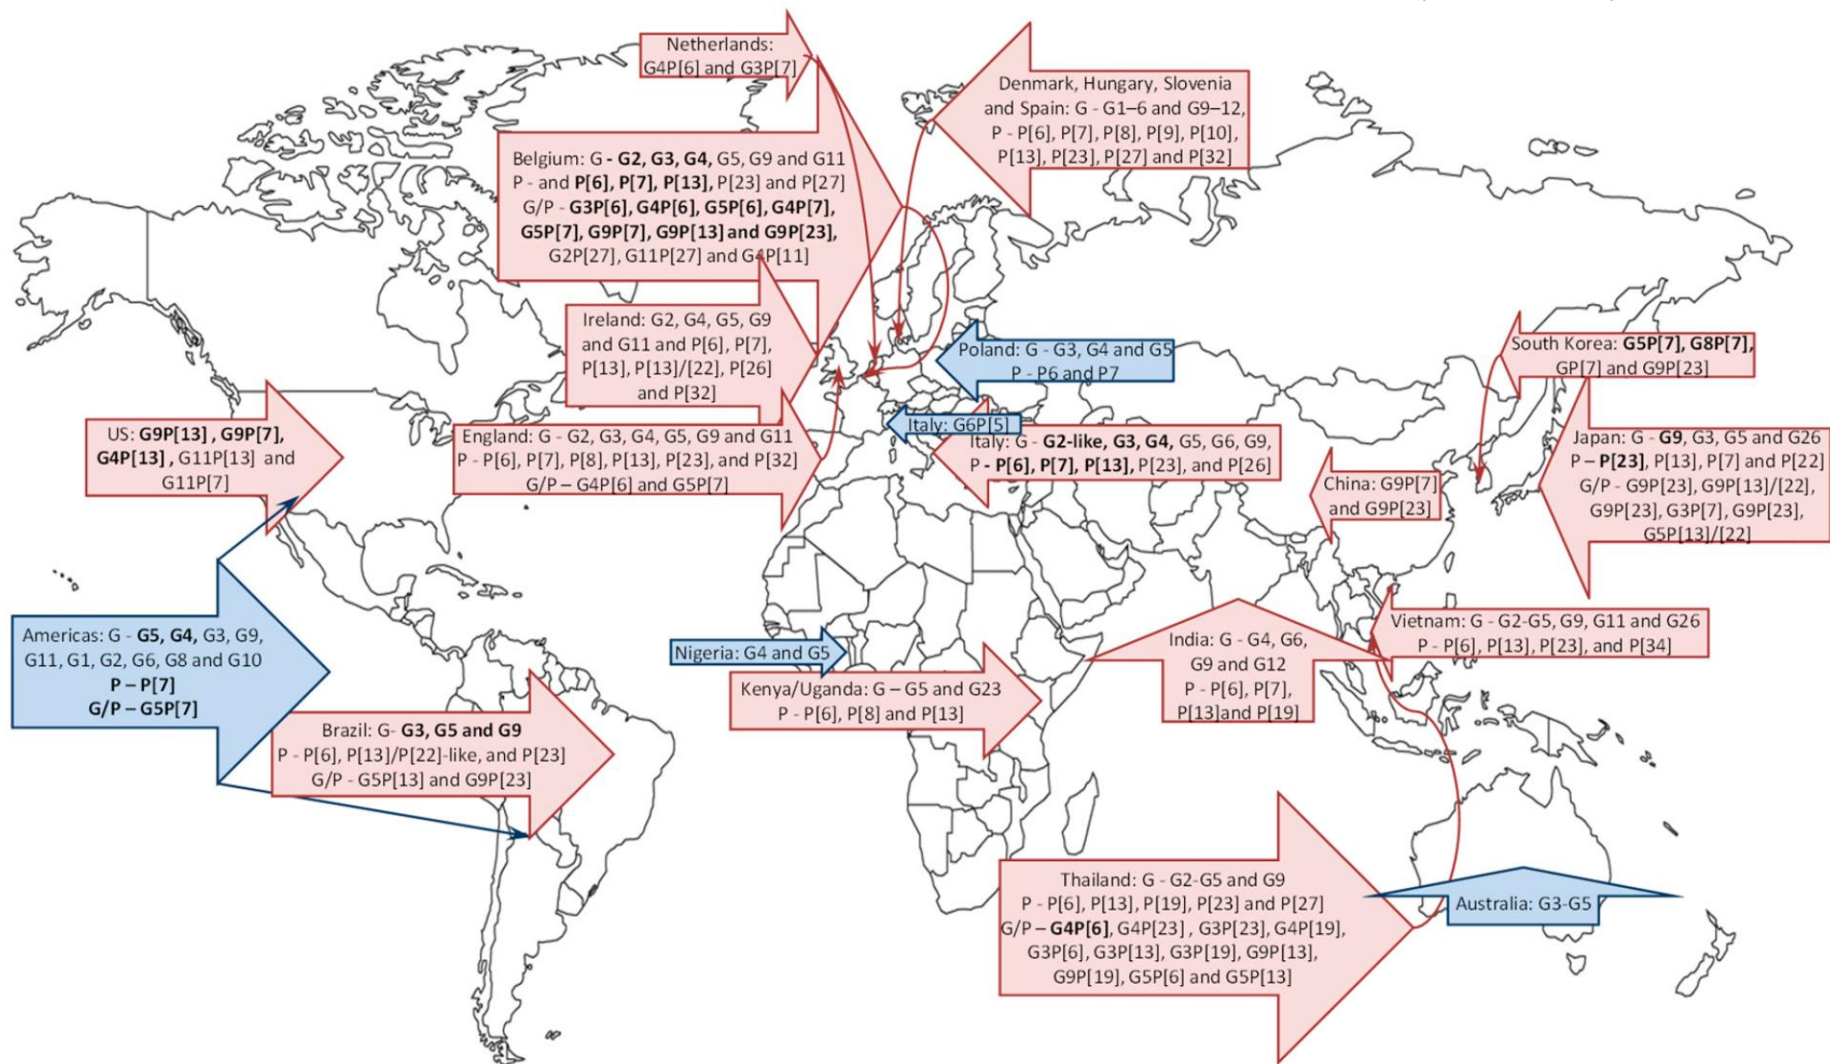 Netherlands:
G4P[6] and G3P[7]
Denmark, Hungary, Slovenia
and Spain: G - G1–6 and G9–12,
P - P[6], P[7], P[8], P[9], P[10],
P[13], P[23], P[27] and P[32]
Belgium: G - G2, G3, G4, G5, G9 and G11
P - and P[6], P[7], P[13], P[23] and P[27]
G/P - G3P[6], G4P[6], G5P[6], G4P[7],
G5P[7], G9P[7], G9P[13] and G9P[23],
G2P[27], G11P[27] and G4P[11]
Ireland: G2, G4, G5, G9
and G11 and P[6], P[7],
P[13], P[13]/[22], P[26]
and P[32]
Poland: G - G3, G4 and G5
P - P6 and P7
South Korea: G5P[7], G8P[7],
GP[7] and G9P[23]
US: G9P[13] , G9P[7],
G4P[13] , G11P[13] and
G11P[7]
England: G - G2, G3, G4, G5, G9 and G11
P - P[6], P[7], P[8], P[13], P[23], and P[32]
G/P – G4P[6] and G5P[7]
Italy: G6P[5]
Italy: G - G2-like, G3, G4, G5, G6, G9,
P - P[6], P[7], P[13], P[23], and P[26]
China: G9P[7]
and G9P[23]
Japan: G - G9, G3, G5 and G26
P – P[23], P[13], P[7] and P[22]
G/P - G9P[23], G9P[13]/[22],
G9P[23], G3P[7], G9P[23],
G5P[13]/[22]
Americas: G - G5, G4, G3, G9,
G11, G1, G2, G6, G8 and G10
P – P[7]
G/P – G5P[7]
Nigeria: G4 and G5
India: G - G4, G6,
G9 and G12
P - P[6], P[7],
P[13]and P[19]
Vietnam: G - G2-G5, G9, G11 and G26
P - P[6], P[13], P[23], and P[34]
Kenya/Uganda: G – G5 and G23
P - P[6], P[8] and P[13]
Brazil: G- G3, G5 and G9
P - P[6], P[13]/P[22]-like, and P[23]
G/P - G5P[13] and G9P[23]
Thailand: G - G2-G5 and G9
P - P[6], P[13], P[19], P[23] and P[27]
G/P – G4P[6], G4P[23] , G3P[23], G4P[19],
G3P[6], G3P[13], G3P[19], G9P[13],
G9P[19], G5P[6] and G5P[13]
Australia: G3-G5